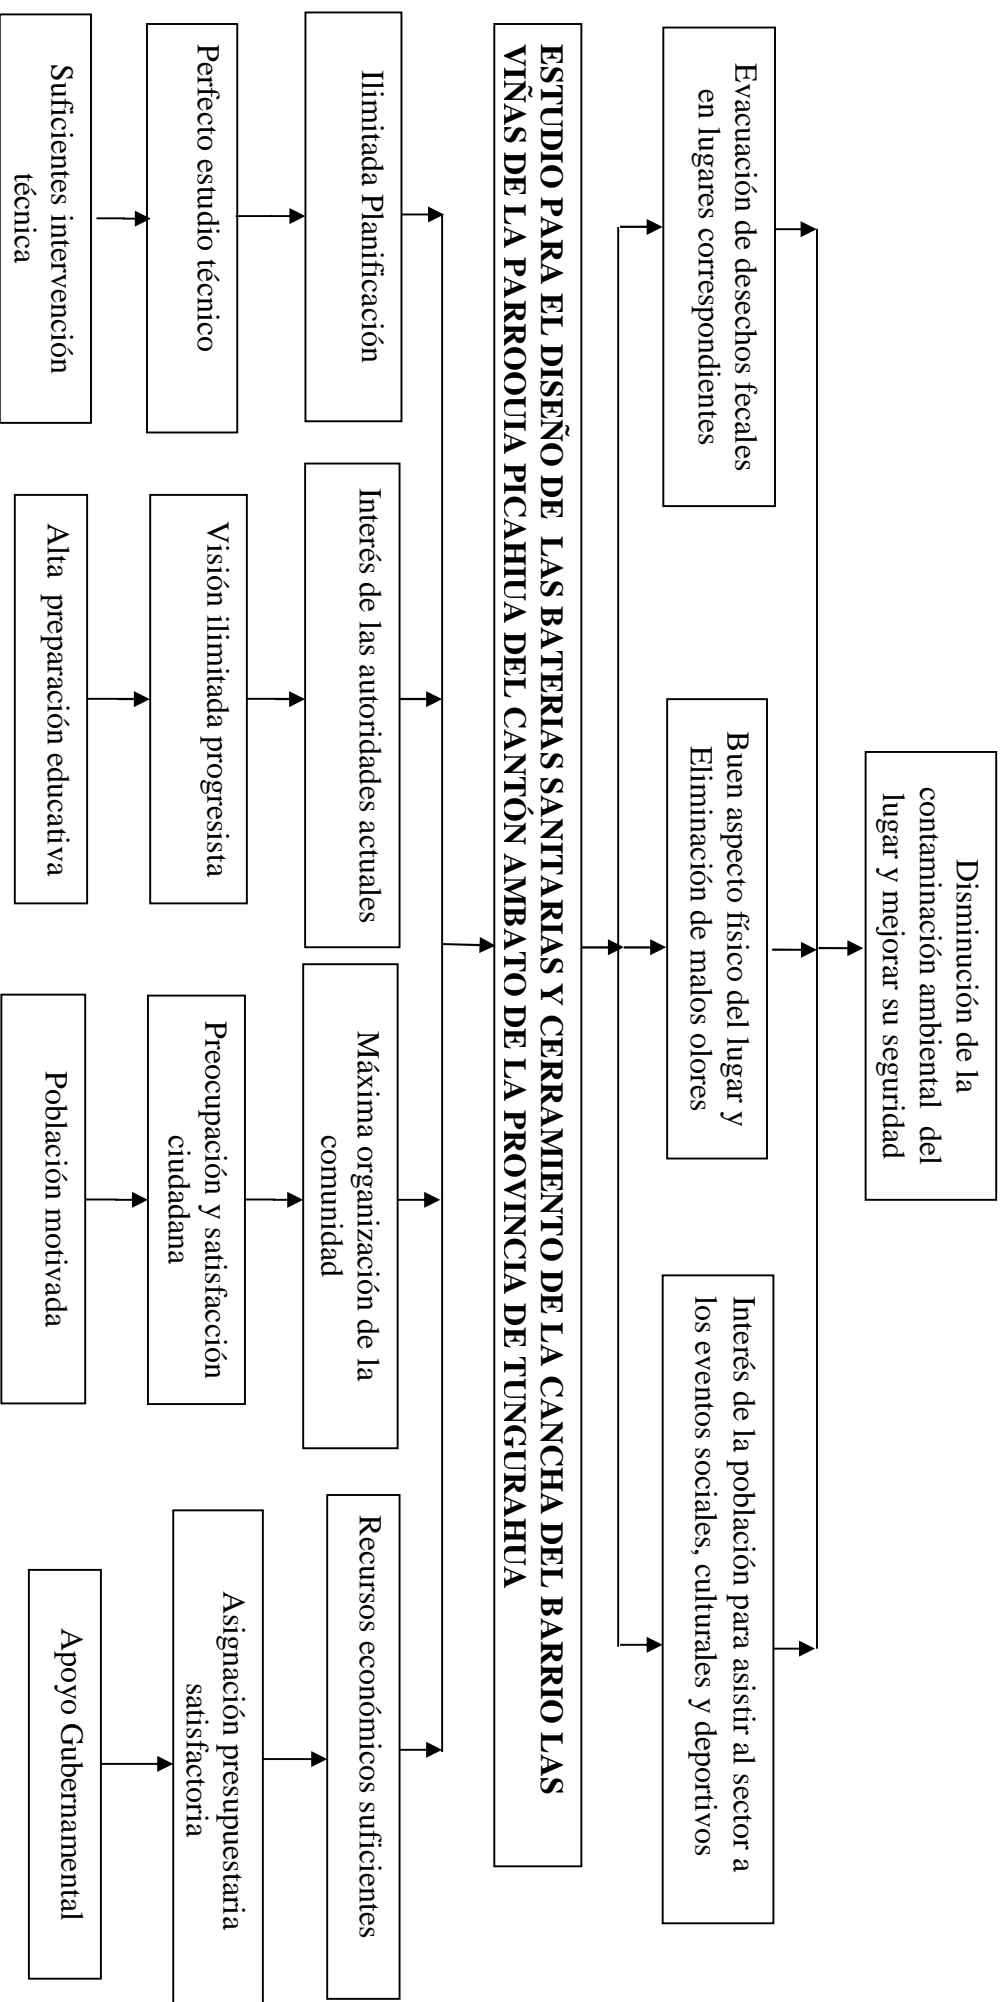 Disminución de la
contaminación ambiental del
lugar y mejorar su seguridad
Evacuación de desechos fecales
en lugares correspondientes
Buen aspecto físico del lugar y
Eliminación de malos olores
Interés de la población para asistir al sector a
los eventos sociales, culturales y deportivos
ESTUDIO PARA EL DISEÑO DE LAS BATERIAS SANITARIAS Y CERRAMIENTO DE LA CANCHA DEL BARRIO LAS
VIÑAS DE LA PARROQUIA PICAHIUA DEL CANTÓN AMBATO DE LA PROVINCIA DE TUNGURAHUA
Ilimitada Planificación
Interés de las autoridades actuales
Máxima organización de la
comunidad
Recursos económicos suficientes
Perfecto estudio técnico
Visión ilimitada progresista
Preocupación y satisfacción
ciudadana
Asignación presupuestaria
satisfactoria
Suficientes intervención
técnica
Alta preparación educativa
Población motivada
Apoyo Gubernamental